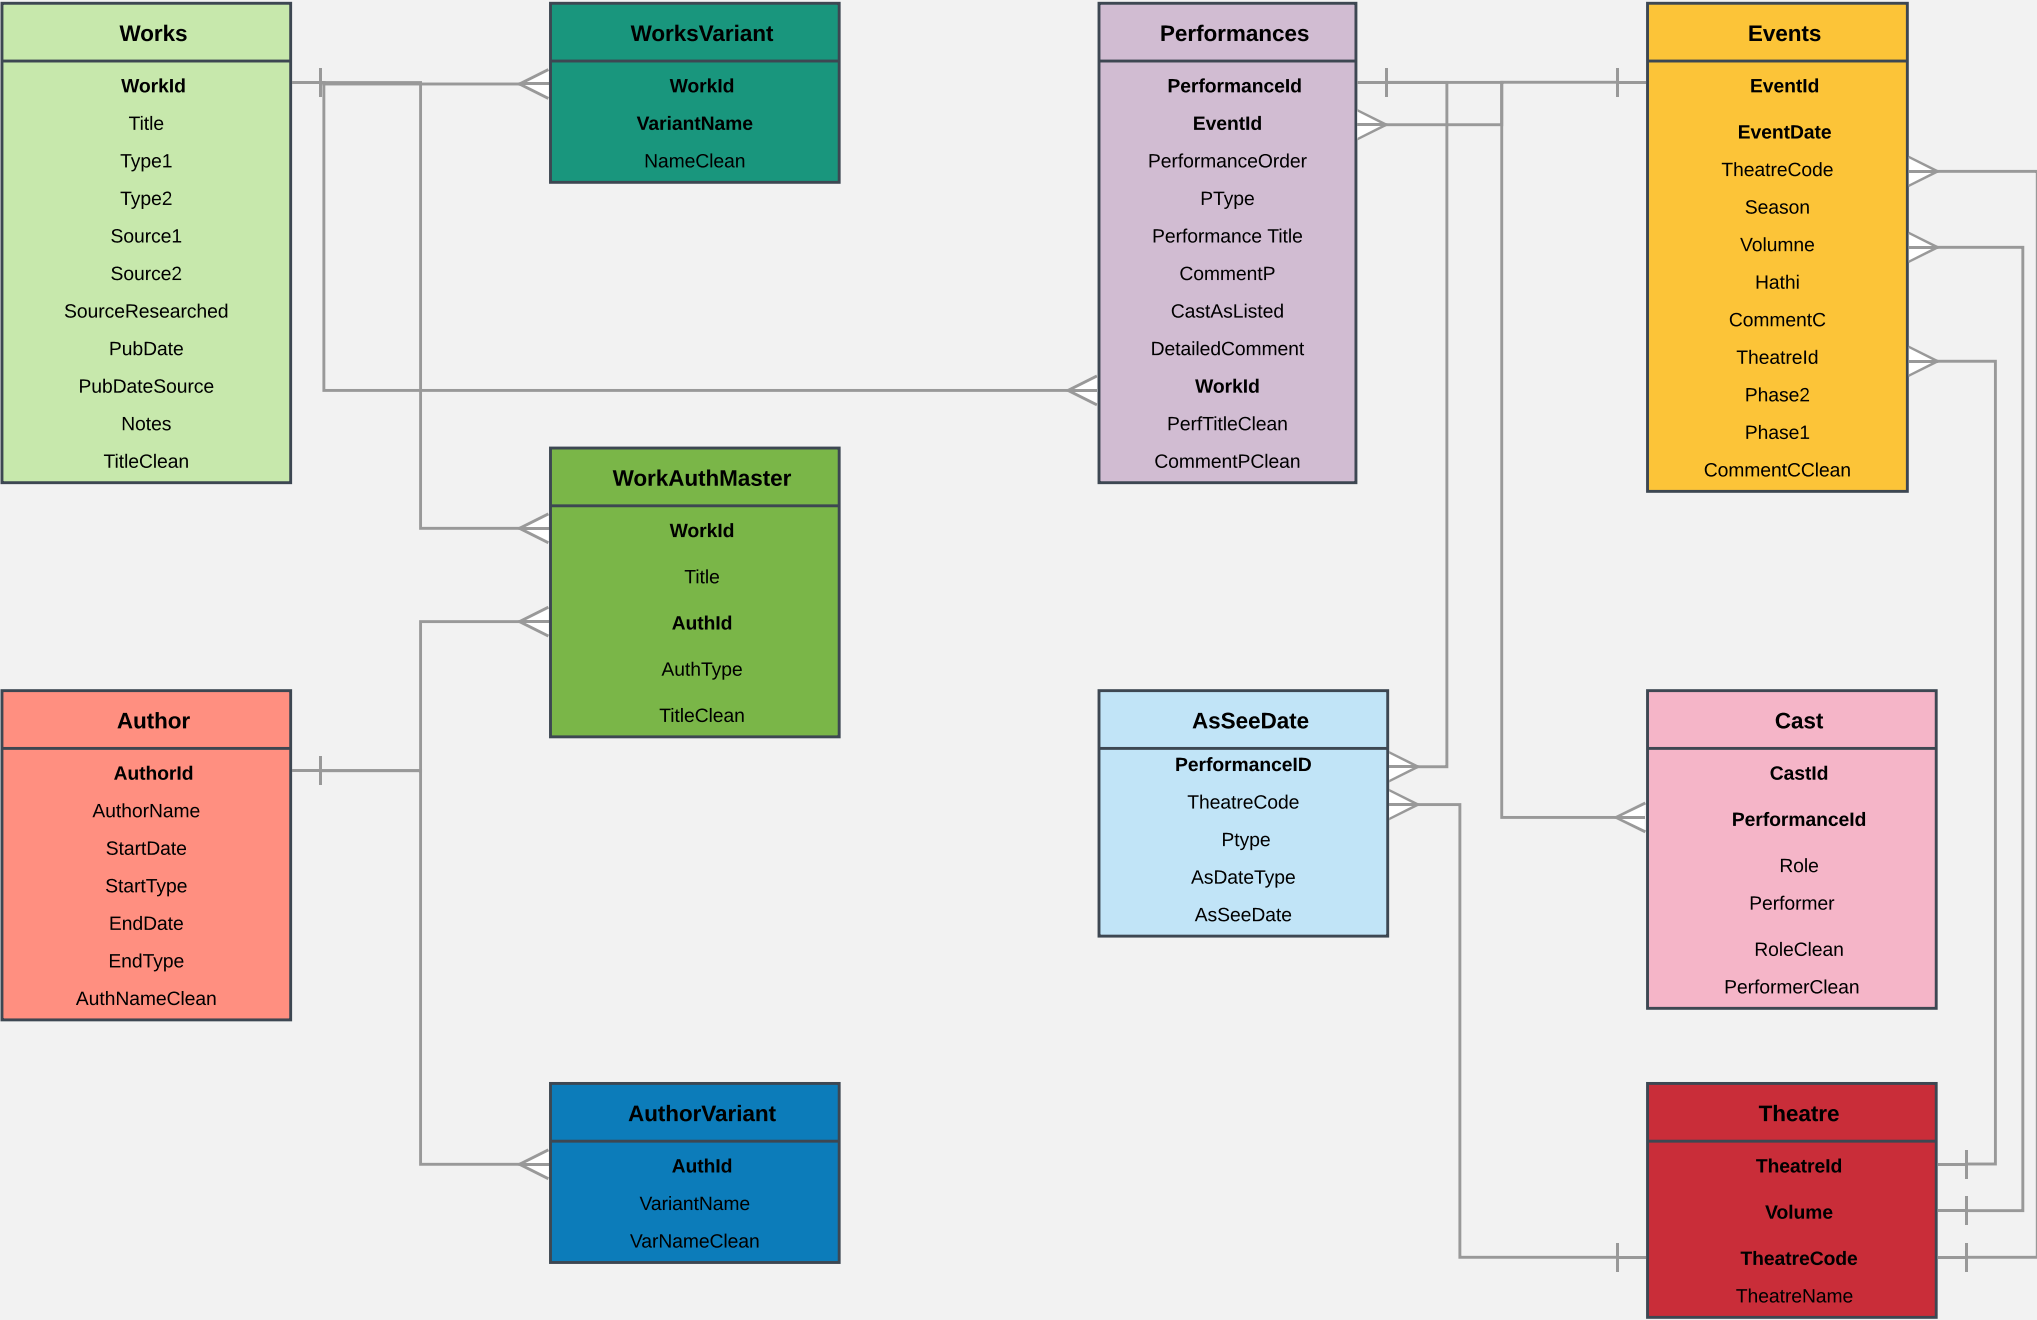 Works
WorkId
Title
Type1
Type2
Source1
Source2
SourceResearched
PubDate
PubDateSource
Notes
TitleClean
WorksVariant
WorkId
VariantName
NameClean
Performances
PerformanceId
EventId
PerformanceOrder
PType
Performance Title
CommentP
CastAsListed
DetailedComment
WorkId
PerfTitleClean
CommentPClean
Events
EventId
EventDate
TheatreCode
Season
Volumne
Hathi
CommentC
TheatreId
Phase2
Phase1
CommentCClean
WorkAuthMaster
WorkId
Title
AuthId
AuthType
TitleClean
Author
AuthorId
AuthorName
StartDate
StartType
EndDate
EndType
AuthNameClean
AsSeeDate
PerformanceID
TheatreCode
Ptype
AsDateType
AsSeeDate
Cast
CastId
PerformanceId
Role
Performer
RoleClean
PerformerClean
AuthorVariant
AuthId
VariantName
VarNameClean
Theatre
TheatreId
Volume
TheatreCode
TheatreName